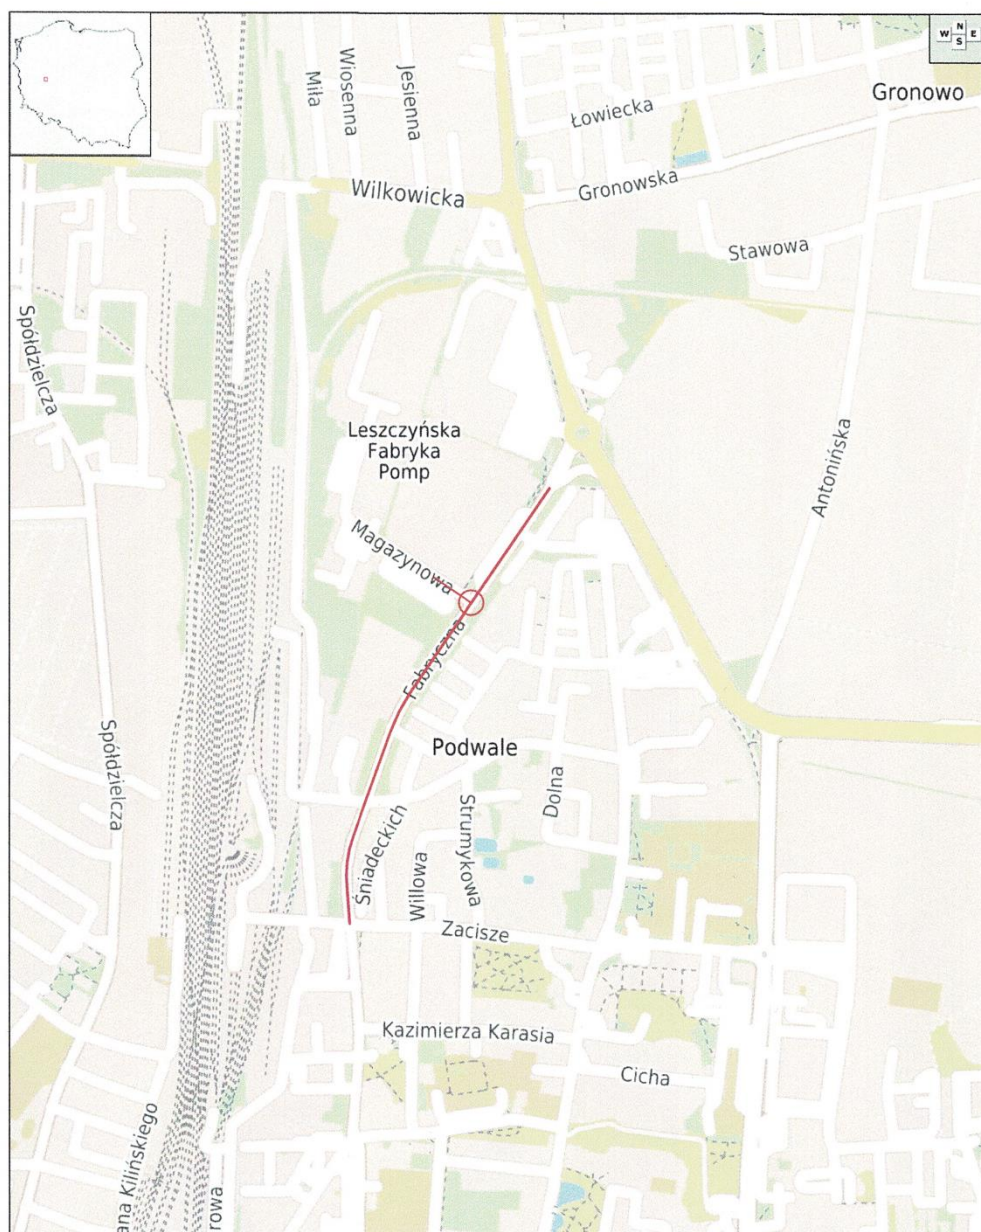 N
W E
S
Miła
Wiosenna
Jesienna
Łowiecka
Gronowo
Wilkowicka
Gronowska
Stawowa
Spółdzielcza
Leszczyńska
Fabryka
Pomp
Antonińska
Magazynowa
Fabryczna
Podwale
Spółdzielcza
Dolna
Strumykowa
Śniadeckich
Willowa
Zacisze
Kazimierza Karasia
Cicha
ana Kilińskiego
rowa